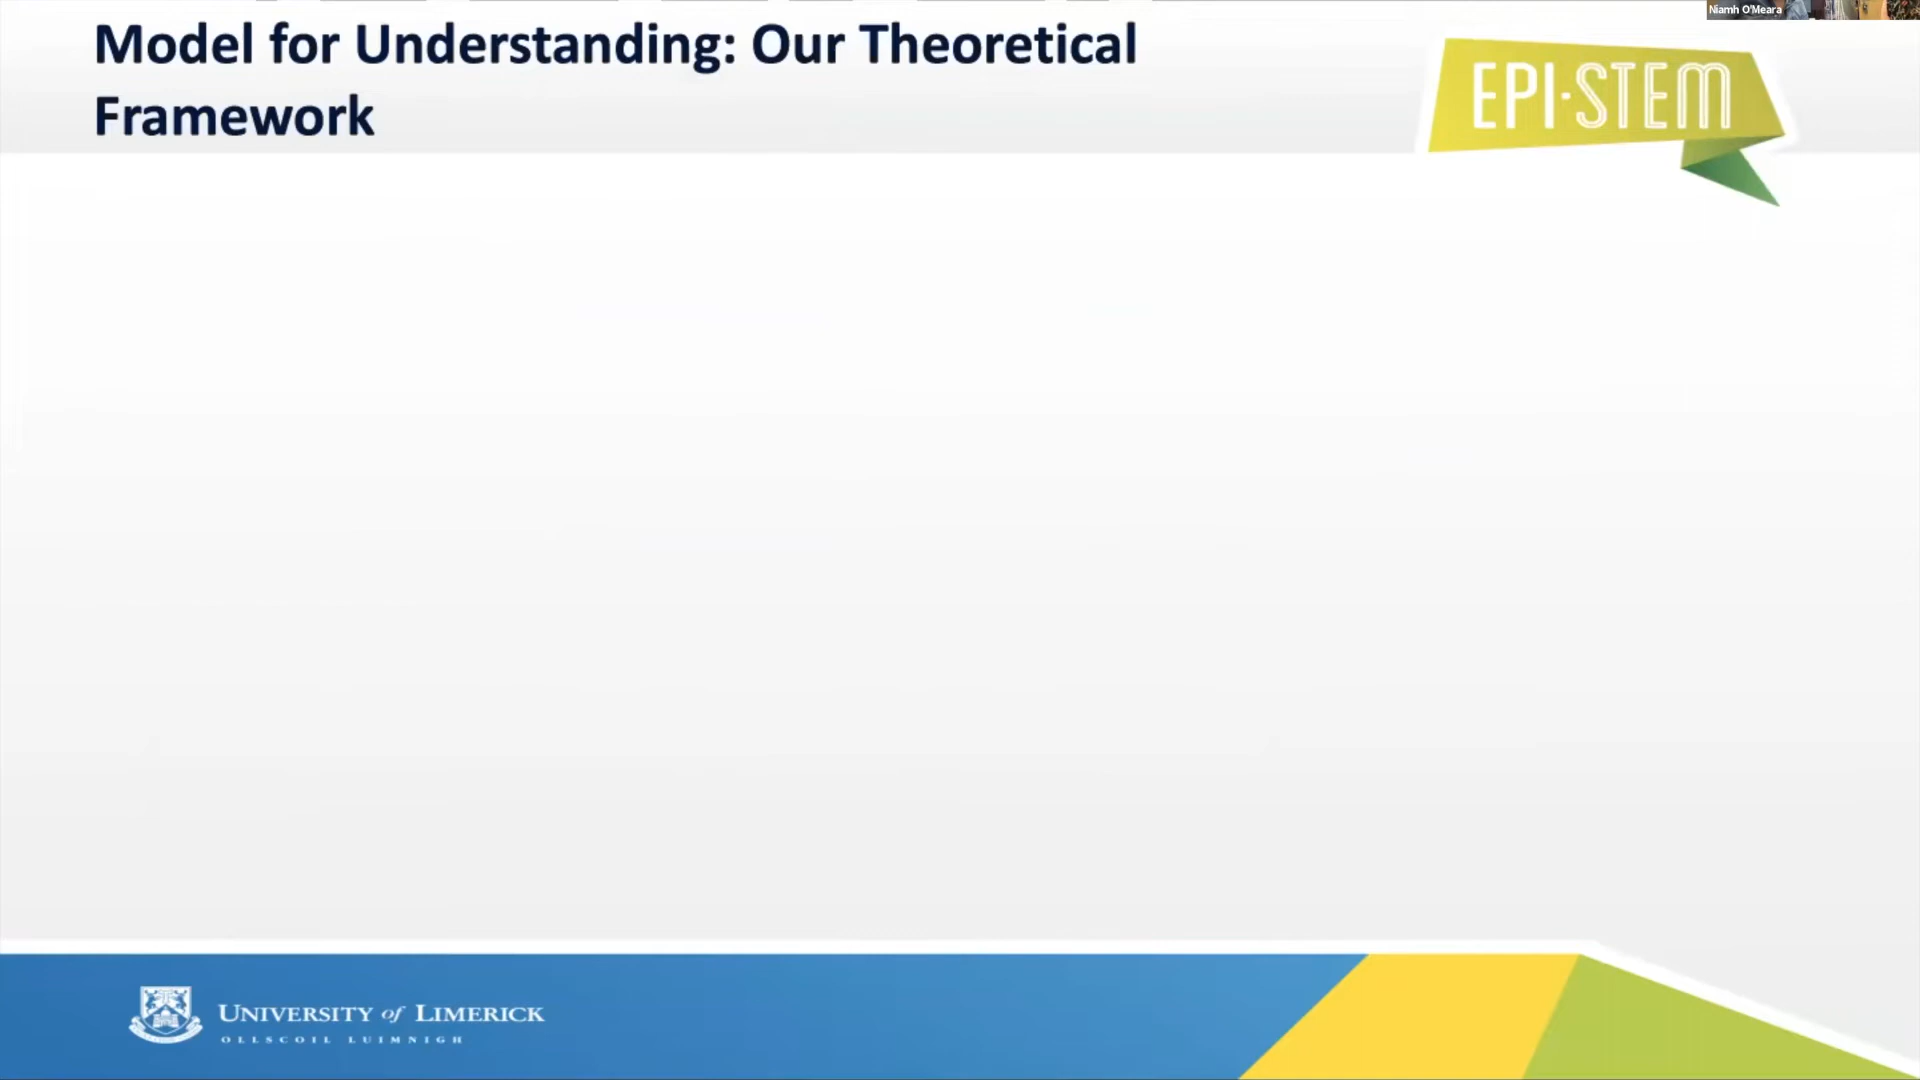 Niamh O'Meara
Model for Understanding: Our Theoretical
Framework
EPI·STEM
UNIVERSITY of LIMERICK
OLLSCOIL LUIMNIGH